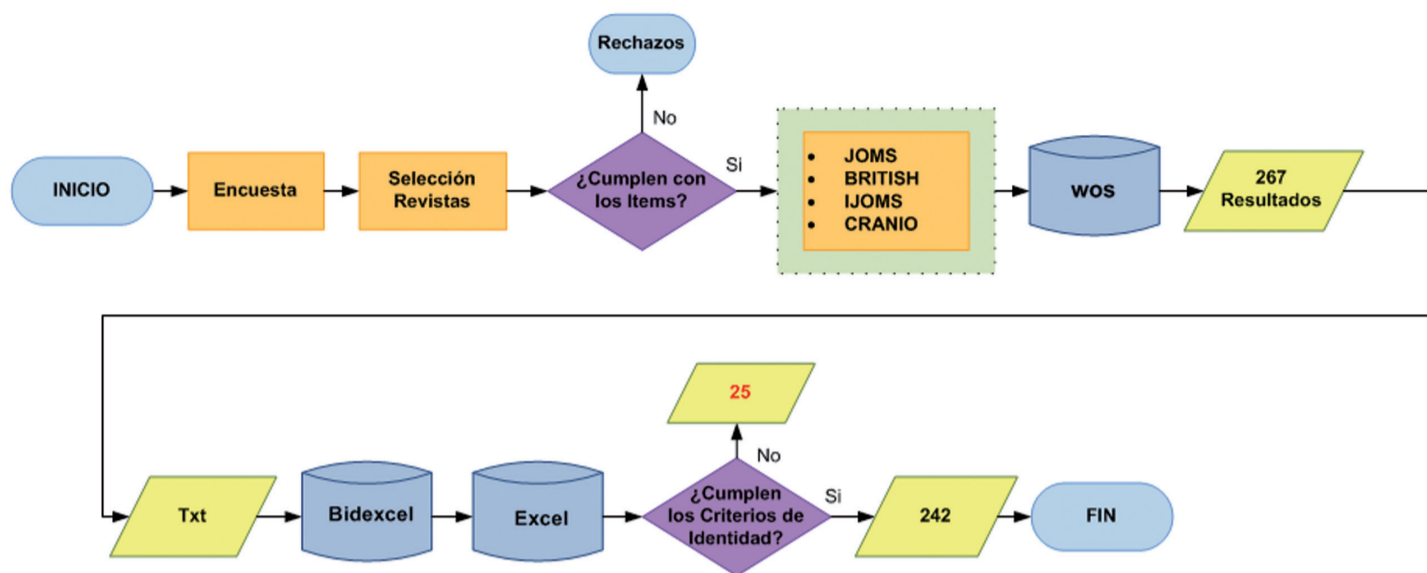 Rechazos
No
INICIO
Encuesta
Selección
Revistas
¿Cumplen con
los Items?
Si
• JOMS
• BRITISH
• IJOMS
• CRANIO
WOS
267
Resultados
25
No
Txt
Bidexcel
Excel
¿Cumplen
los Criterios de
Identidad?
Si
242
FIN